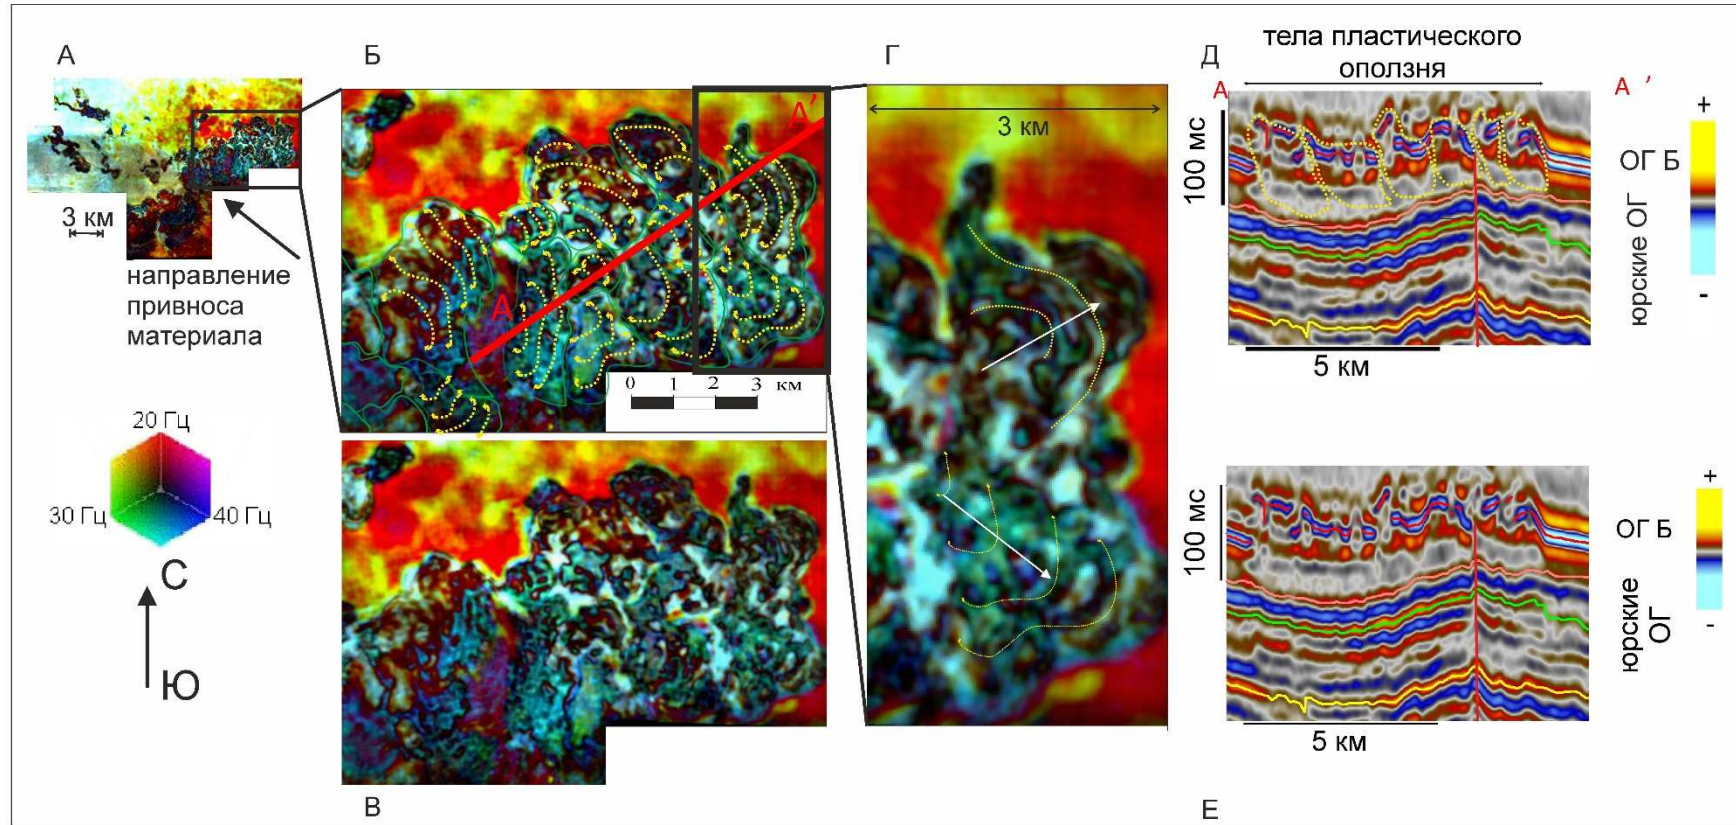 А
3 км
направление
привноса
материала
20 Гц
30 Гц
40 Гц
С
Ю
Б
А
А’
0 1 2 3 км
В
Г
3 км
Д
тела пластического
оползня
А
А ’
100 мс
5 км
ОГ Б
юрские ОГ
+
-
100 мс
5 км
ОГ Б
юрские
ОГ
+
-
Е